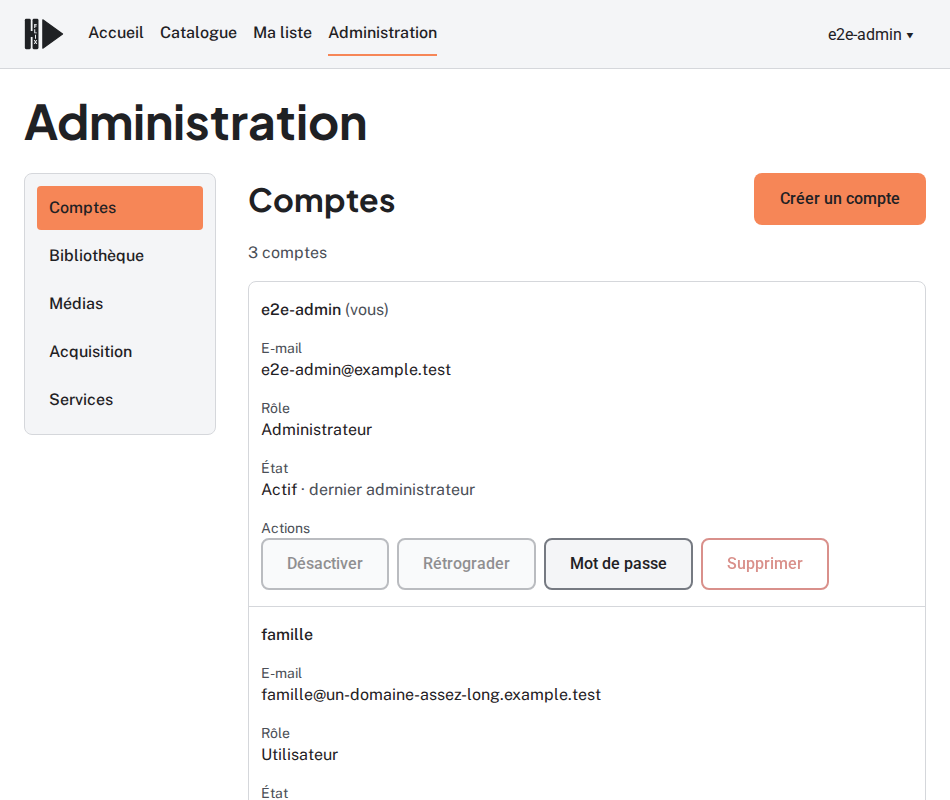 Accueil Catalogue Ma liste Administration e2e-admin
Administration
Comptes
Bibliothèque
Médias
Acquisition
Services
Comptes
Créer un compte
3 comptes
e2e-admin (vous)
E-mail
e2e-admin@example.test
Rôle
Administrateur
État
Actif · dernier administrateur
Actions
Désactiver Rétrograder Mot de passe Supprimer
famille
E-mail
famille@un-domaine-assez-long.example.test
Rôle
Utilisateur
État